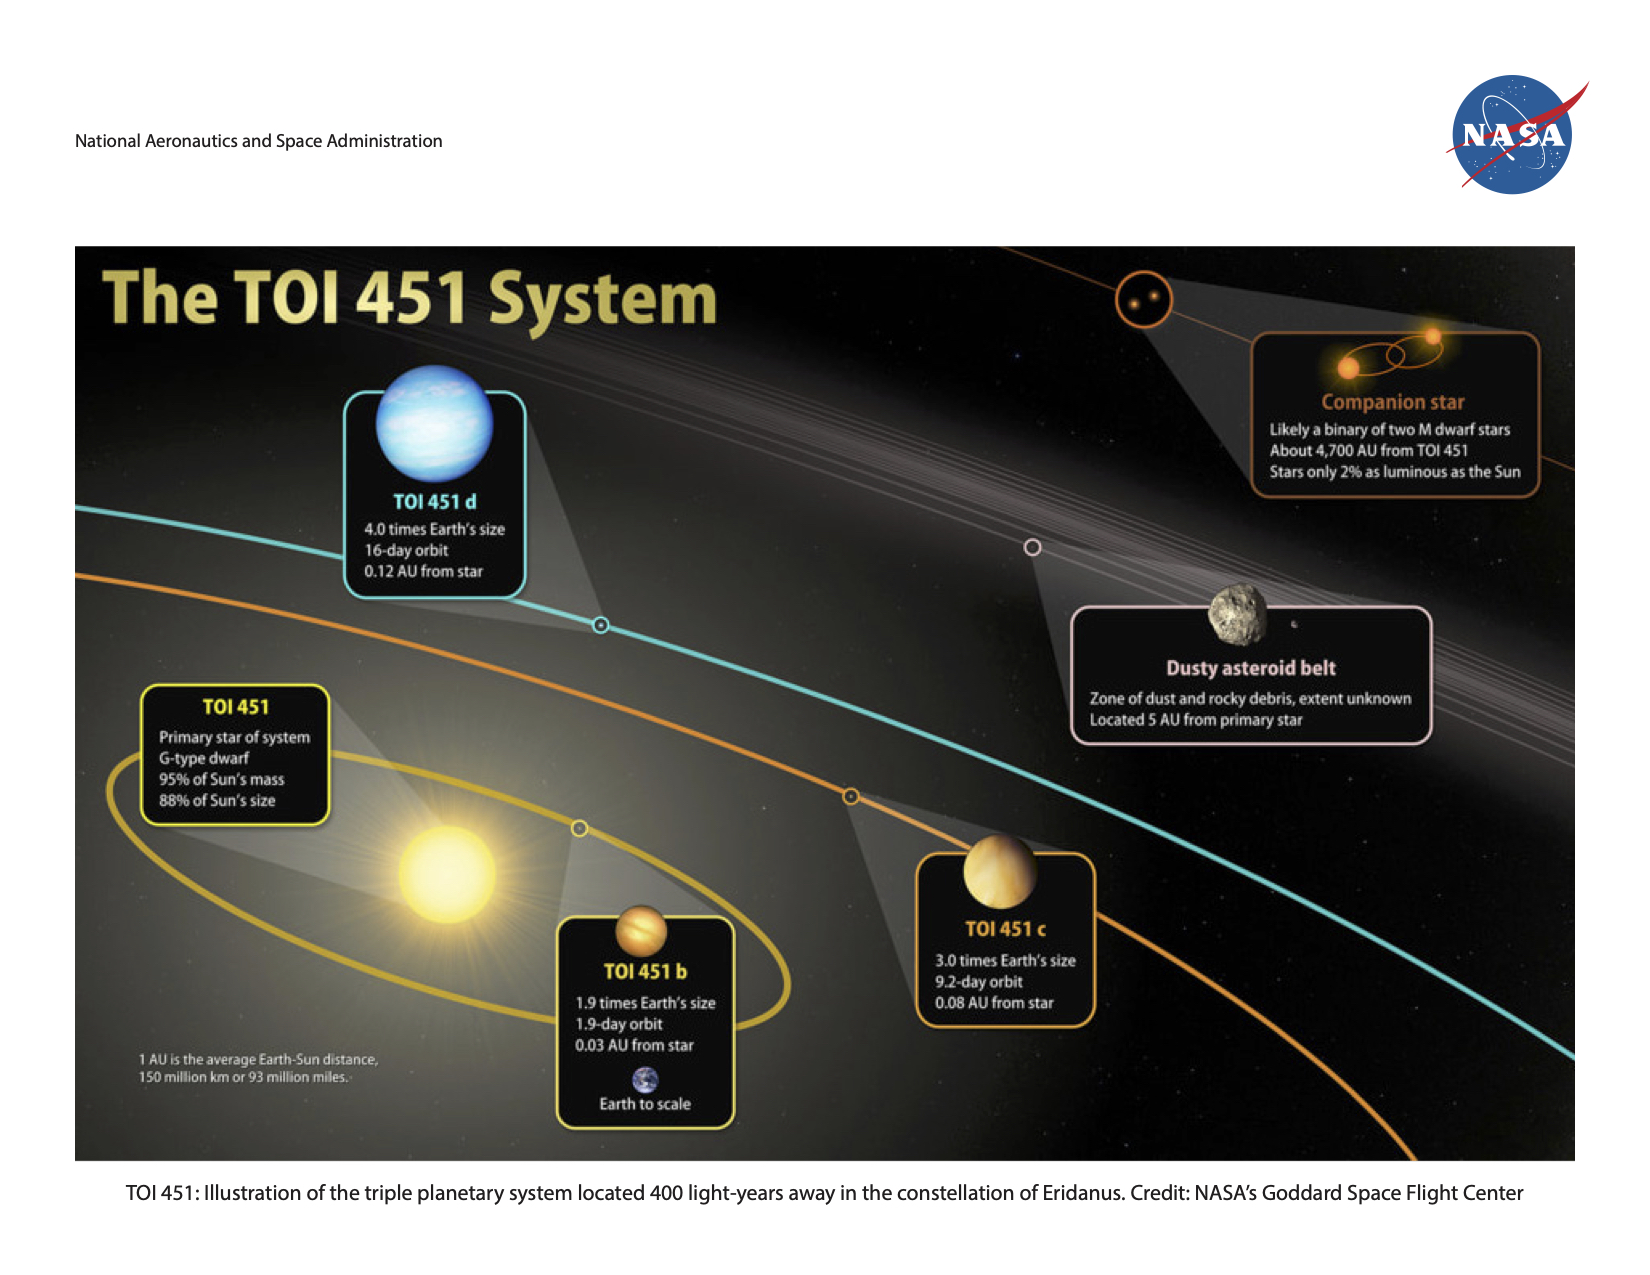 National Aeronautics and Space Administration
NASA
The TOI 451 System
Companion star
Likely a binary of two M dwarf stars
About 4,700 AU from TOI 451
Stars only 2% as luminous as the Sun
TOI 451 d
4.0 times Earth's size
16-day orbit
0.12 AU from star
Dusty asteroid belt
Zone of dust and rocky debris, extent unknown
Located 5 AU from primary star
TOI 451
Primary star of system
G-type dwarf
95% of Sun's mass
88% of Sun's size
TOI 451 c
3.0 times Earth's size
9.2-day orbit
0.08 AU from star
TOI 451 b
1.9 times Earth's size
1.9-day orbit
0.03 AU from star
Earth to scale
1 AU is the average Earth-Sun distance,
150 million km or 93 million miles.
TOI 451: Illustration of the triple planetary system located 400 light-years away in the constellation of Eridanus. Credit: NASA's Goddard Space Flight Center